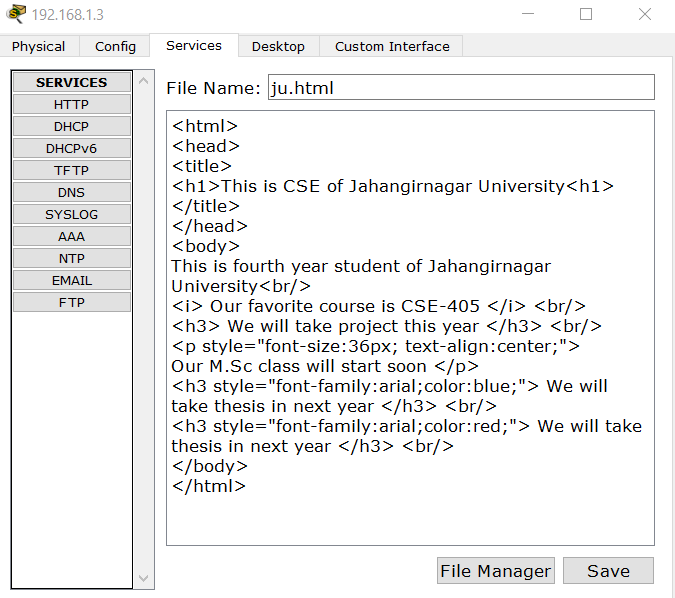 192.168.1.3
Physical
Config
Services
Desktop
Custom Interface
SERVICES
HTTP
DHCP
DHCPv6
TFTP
DNS
SYSLOG
AAA
NTP
EMAIL
FTP
File Name:
ju.html
<html>
<head>
<title>
<h1>This is CSE of Jahangirnagar University<h1>
</title>
</head>
<body>
This is fourth year student of Jahangirnagar
University<br/>
<i> Our favorite course is CSE-405 </i> <br/>
<h3> We will take project this year </h3> <br/>
<p style="font-size:36px; text-align:center;">
Our M.Sc class will start soon </p>
<h3 style="font-family:arial;color:blue;"> We will
take thesis in next year </h3> <br/>
<h3 style="font-family:arial;color:red;"> We will take
thesis in next year </h3> <br/>
</body>
</html>
File Manager
Save